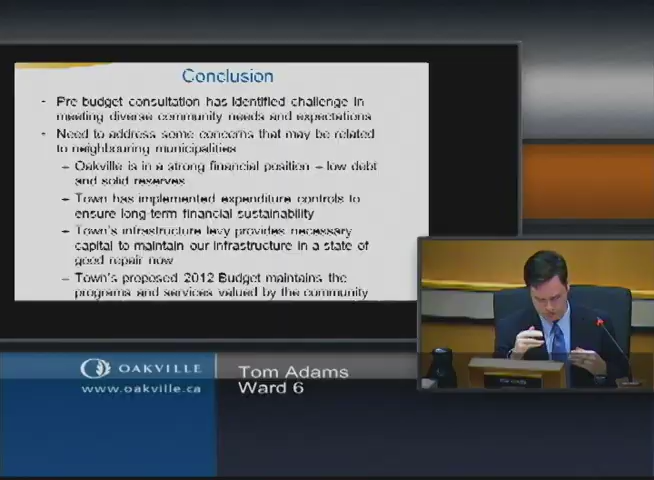 Conclusion
- Pre budget consultation has identified challenge in
meeting diverse community needs and expectations
- Need to address some concerns that may be related
to neighbouring municipalities
– Oakville is in a strong financial position – low debt
and solid reserves
– Town has implemented expenditure controls to
ensure long-term financial sustainability
– Town's infrastructure levy provides necessary
capital to maintain our infrastructure in a state of
good repair now
– Town's proposed 2012 Budget maintains the
programs and services valued by the community
OAKVILLE
www.oakville.ca
Tom Adams
Ward 6